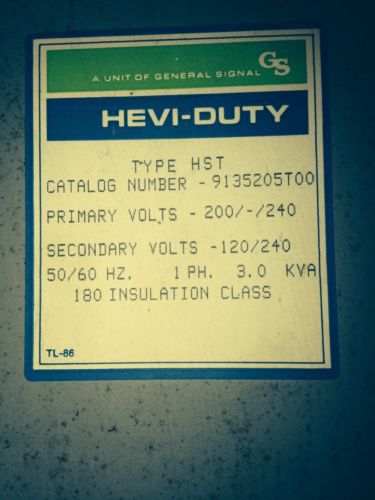 GS
A UNIT OF GENERAL SIGNAL
HEVI-DUTY
TYPE HST
CATALOG NUMBER - 9135205T00
PRIMARY VOLTS - 200/-/240
SECONDARY VOLTS -120/240
50/60 HZ. 1 PH. 3.0 KVA
180 INSULATION CLASS
TL-86